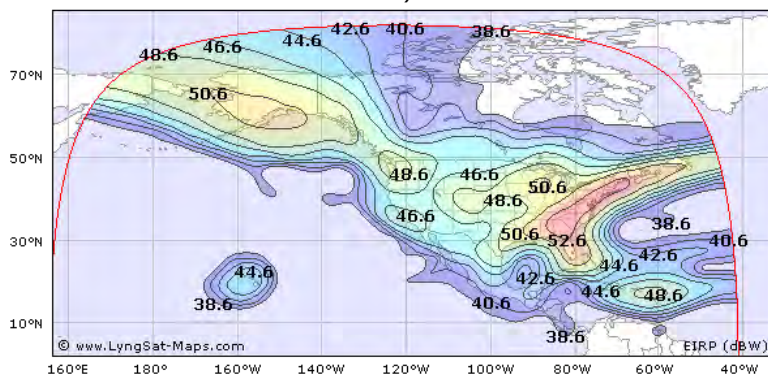 48.6 46.6 44.6 42.6 40.6 38.6
70°N
50.6
50°N
48.6 46.6 50.6
48.6
46.6
38.6
30°N 50.6 52.6 40.6
42.6
44.6 44.6
42.6
44.6 48.6
38.6 40.6
10°N
38.6
© www.LyngSat-Maps.com EIRP (dBW)
160°E 180°W 160°W 140°W 120°W 100°W 80°W 60°W 40°W